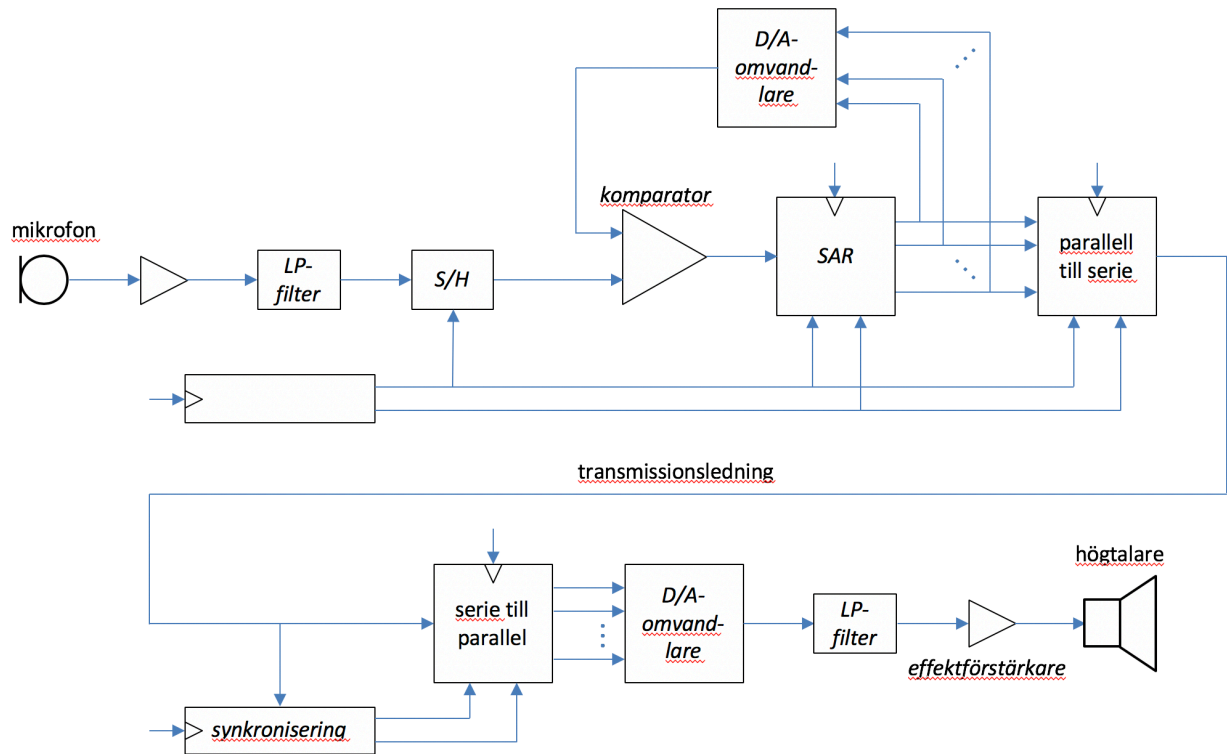 D/A-
omvand-
lare
komparator
mikrofon
LP-
filter
S/H
SAR
parallell
till serie
transmissionsledning
högtalare
serie till
parallel
D/A-
omvand-
lare
LP-
filter
effektförstärkare
synkronisering